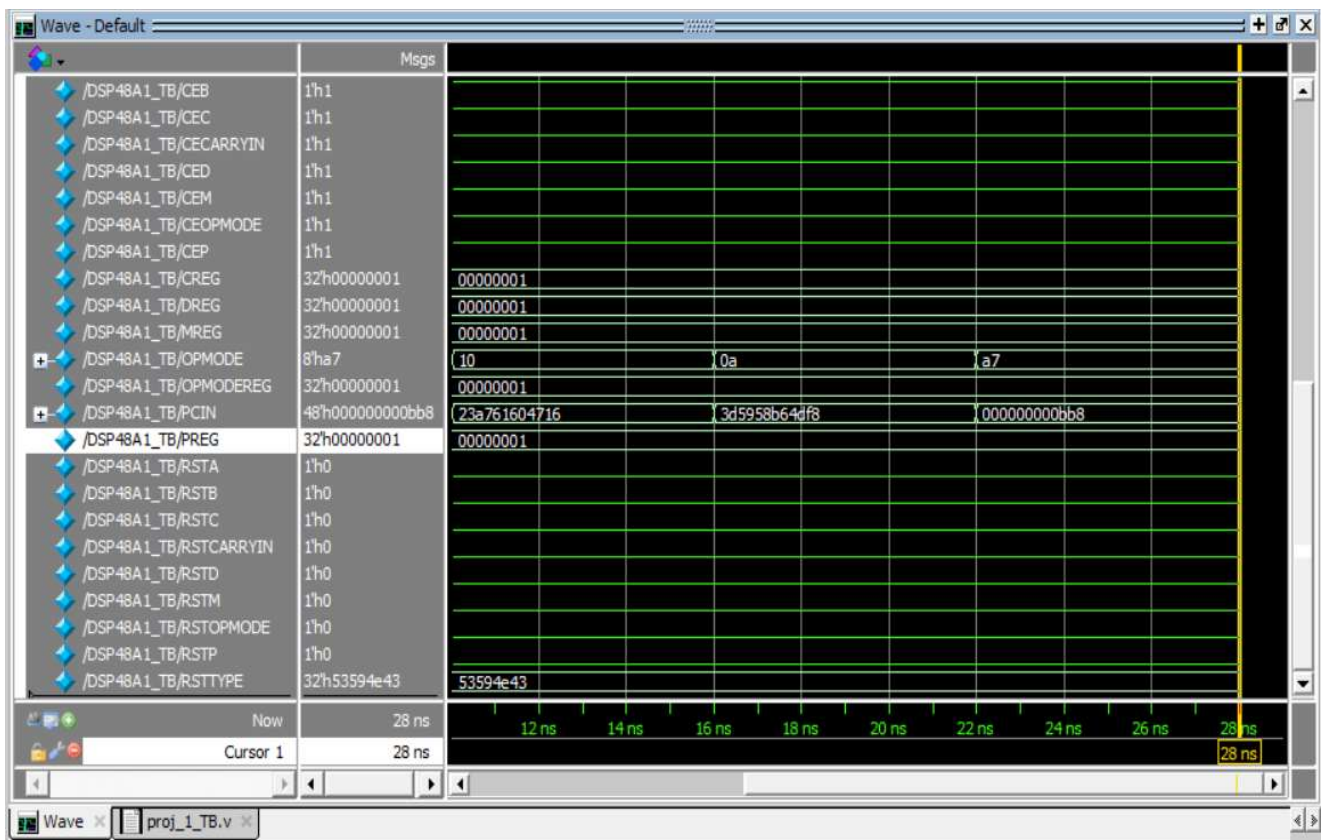 Wave - Default
Msgs
/DSP48A1_TB/CEB 1'h1
/DSP48A1_TB/CEC 1'h1
/DSP48A1_TB/CECARRYIN 1'h1
/DSP48A1_TB/CED 1'h1
/DSP48A1_TB/CEM 1'h1
/DSP48A1_TB/CEOPMODE 1'h1
/DSP48A1_TB/CEP 1'h1
/DSP48A1_TB/CREG 32'h00000001 00000001
/DSP48A1_TB/DREG 32'h00000001 00000001
/DSP48A1_TB/MREG 32'h00000001 00000001
/DSP48A1_TB/OPMODE 8'ha7 10 0a a7
/DSP48A1_TB/OPMODEREG 32'h00000001 00000001
/DSP48A1_TB/PCIN 48'h000000000bb8 23a761604716 3d5958b64df8 000000000bb8
/DSP48A1_TB/PREG 32'h00000001 00000001
/DSP48A1_TB/RSTA 1'h0
/DSP48A1_TB/RSTB 1'h0
/DSP48A1_TB/RSTC 1'h0
/DSP48A1_TB/RSTCARRYIN 1'h0
/DSP48A1_TB/RSTD 1'h0
/DSP48A1_TB/RSTM 1'h0
/DSP48A1_TB/RSTOPMODE 1'h0
/DSP48A1_TB/RSTP 1'h0
/DSP48A1_TB/RSTTYPE 32'h53594e43 53594e43
Now 28 ns 12 ns 14 ns 16 ns 18 ns 20 ns 22 ns 24 ns 26 ns 28 ns
Cursor 1 28 ns 28 ns
Wave proj_1_TB.v